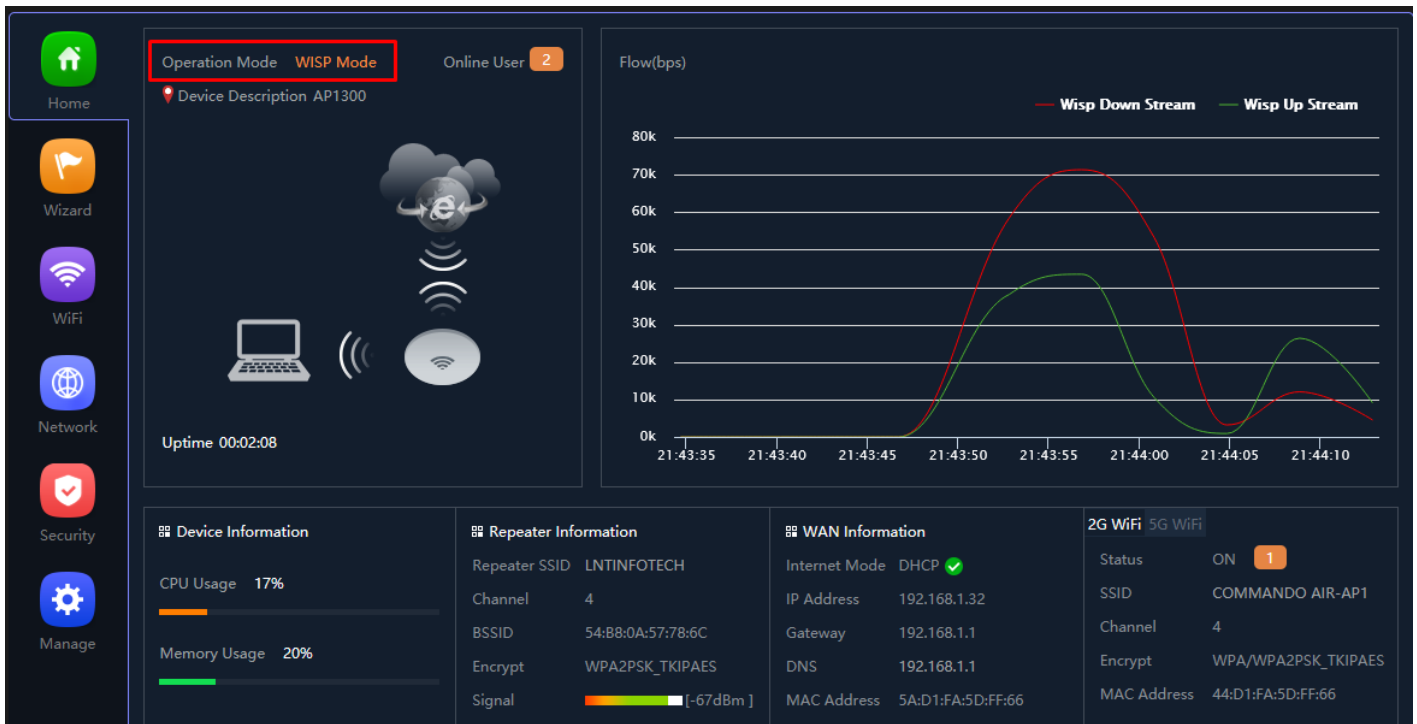 Home
Wizard
WiFi
Network
Security
Manage
Operation Mode WISP Mode
Online User 2
Device Description AP1300
Uptime 00:02:08
Flow(bps)
Wisp Down Stream Wisp Up Stream
80k
70k
60k
50k
40k
30k
20k
10k
0k
21:43:35 21:43:40 21:43:45 21:43:50 21:43:55 21:44:00 21:44:05 21:44:10
Device Information
CPU Usage 17%
Memory Usage 20%
Repeater Information
Repeater SSID LNTINFOTECH
Channel 4
BSSID 54:B8:0A:57:78:6C
Encrypt WPA2PSK_TKIPAES
Signal [-67dBm ]
WAN Information
Internet Mode DHCP
IP Address 192.168.1.32
Gateway 192.168.1.1
DNS 192.168.1.1
MAC Address 5A:D1:FA:5D:FF:66
2G WiFi 5G WiFi
Status ON 1
SSID COMMANDO AIR-AP1
Channel 4
Encrypt WPA/WPA2PSK_TKIPAES
MAC Address 44:D1:FA:5D:FF:66